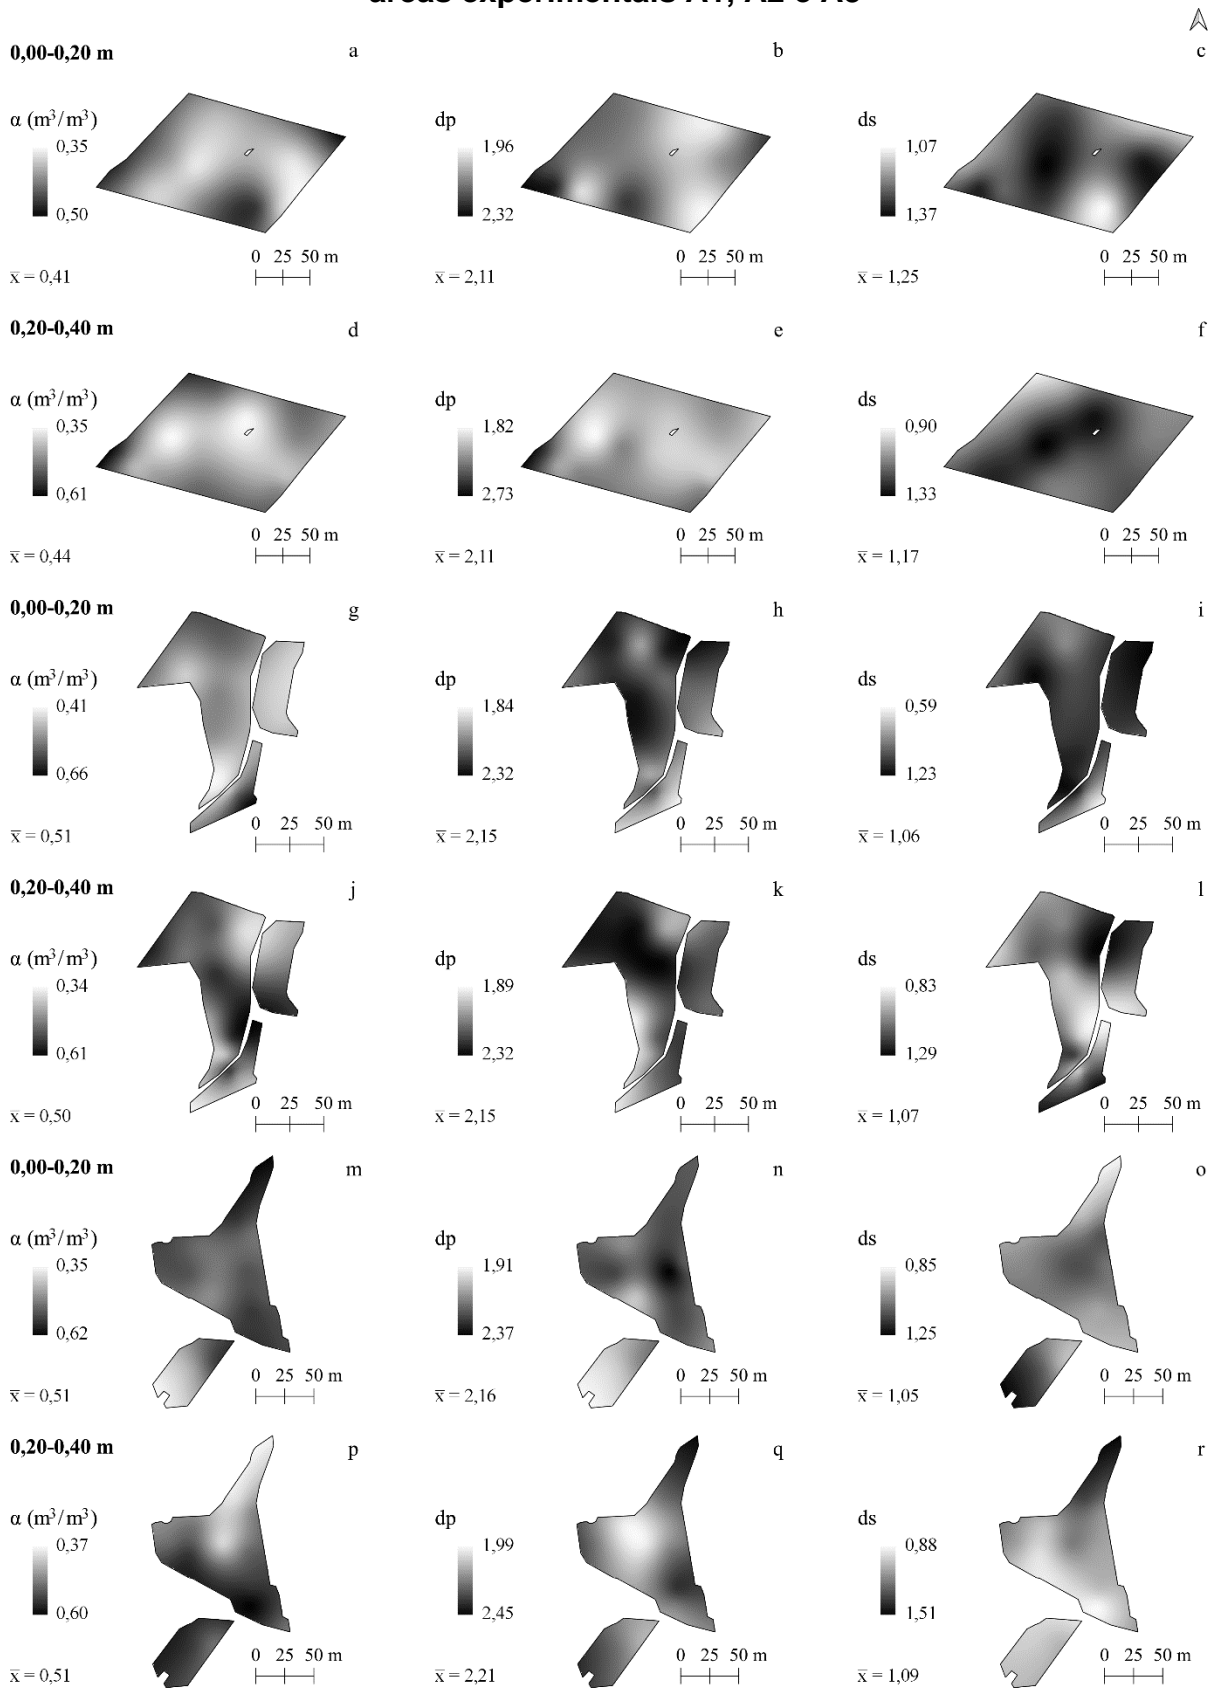 áreas experimentais A1, A2 e A3
0,00-0,20 m a b c
α (m³/m³) dp ds
0,35 1,96 1,07
0,50 2,32 1,37
0 25 50 m 0 25 50 m 0 25 50 m
x̄ = 0,41 x̄ = 2,11 x̄ = 1,25
0,20-0,40 m d e f
α (m³/m³) dp ds
0,35 1,82 0,90
0,61 2,73 1,33
0 25 50 m 0 25 50 m 0 25 50 m
x̄ = 0,44 x̄ = 2,11 x̄ = 1,17
0,00-0,20 m g h i
α (m³/m³) dp ds
0,41 1,84 0,59
0,66 2,32 1,23
0 25 50 m 0 25 50 m 0 25 50 m
x̄ = 0,51 x̄ = 2,15 x̄ = 1,06
0,20-0,40 m j k l
α (m³/m³) dp ds
0,34 1,89 0,83
0,61 2,32 1,29
0 25 50 m 0 25 50 m 0 25 50 m
x̄ = 0,50 x̄ = 2,15 x̄ = 1,07
0,00-0,20 m m n o
α (m³/m³) dp ds
0,35 1,91 0,85
0,62 2,37 1,25
0 25 50 m 0 25 50 m 0 25 50 m
x̄ = 0,51 x̄ = 2,16 x̄ = 1,05
0,20-0,40 m p q r
α (m³/m³) dp ds
0,37 1,99 0,88
0,60 2,45 1,51
0 25 50 m 0 25 50 m 0 25 50 m
x̄ = 0,51 x̄ = 2,21 x̄ = 1,09